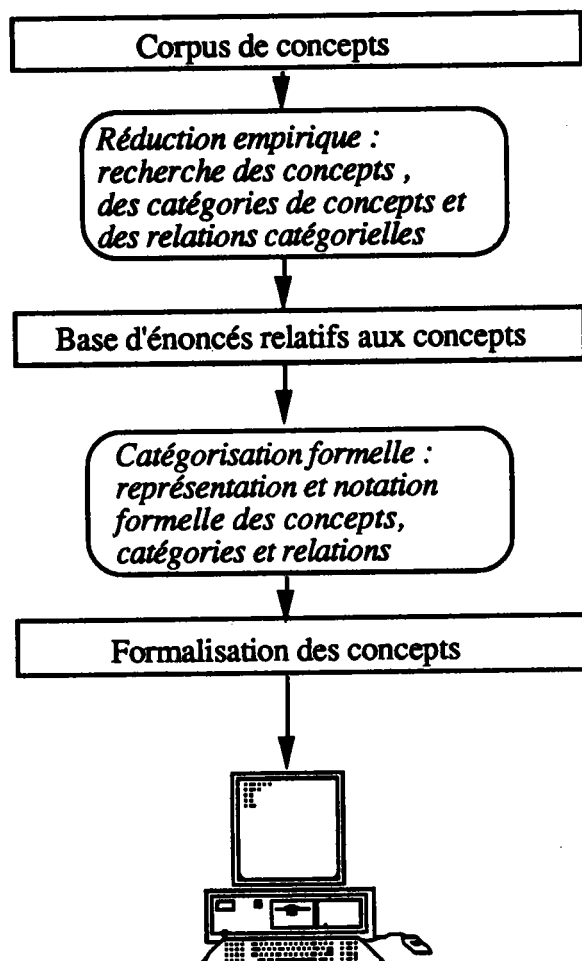 Corpus de concepts
Réduction empirique :
recherche des concepts ,
des catégories de concepts et
des relations catégorielles
Base d'énoncés relatifs aux concepts
Catégorisation formelle :
représentation et notation
formelle des concepts,
catégories et relations
Formalisation des concepts